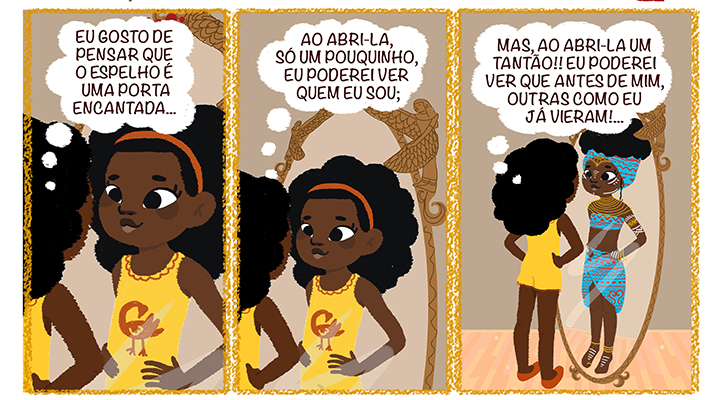 EU GOSTO DE
PENSAR QUE
O ESPELHO É
UMA PORTA
ENCANTADA...
AO ABRI-LA,
SÓ UM POUQUINHO,
EU PODEREI VER
QUEM EU SOU;
MAS, AO ABRI-LA UM
TANTÃO!! EU PODEREI
VER QUE ANTES DE MIM,
OUTRAS COMO EU
JÁ VIERAM!...